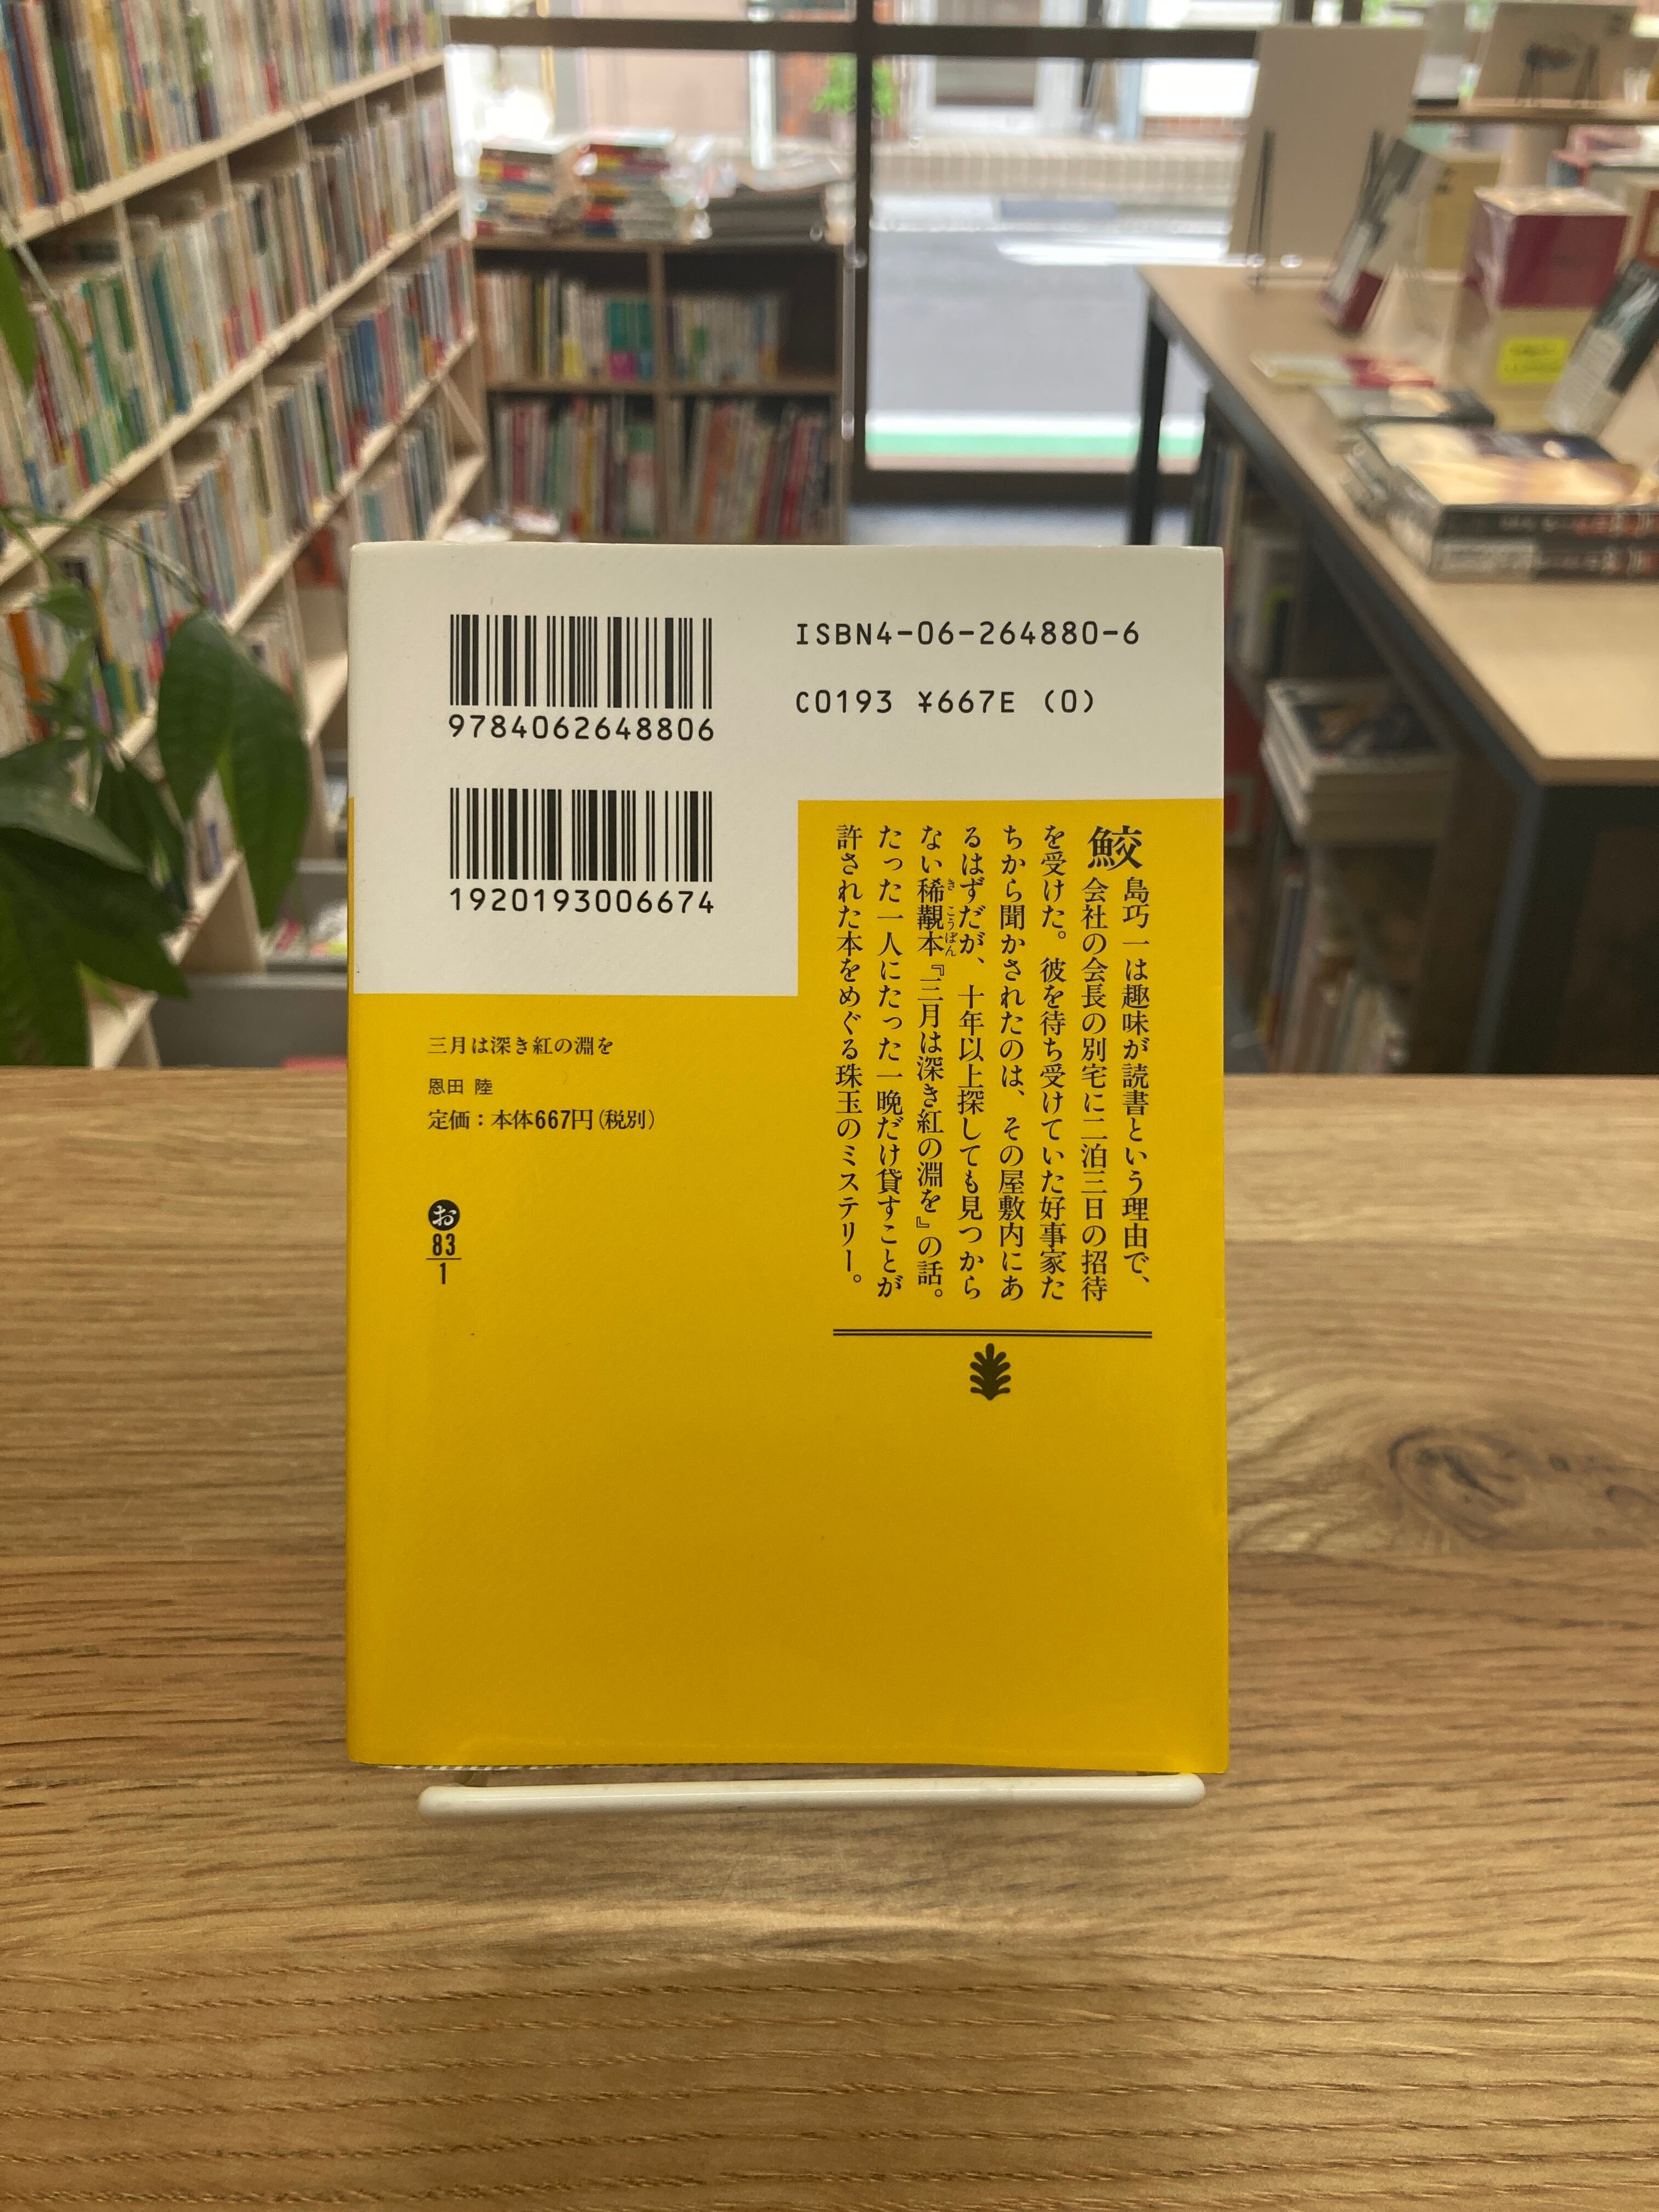 9784062648806
1920193006674
ISBN4-06-264880-6
C0193 ¥667E (0)
鮫島巧一は趣味が読書という理由で、
会社の会長の別宅に二泊三日の招待
を受けた。彼を待ち受けていた好事家た
ちから聞かされたのは、その屋敷内にあ
るはずだが、十年以上探しても見つから
ない稀覯本『三月は深き紅の淵を』の話。
きこうぼん
たった一人にたった一晩だけ貸すことが
許された本をめぐる珠玉のミステリー。
三月は深き紅の淵を
恩田 陸
定価：本体667円（税別）
お
83
1